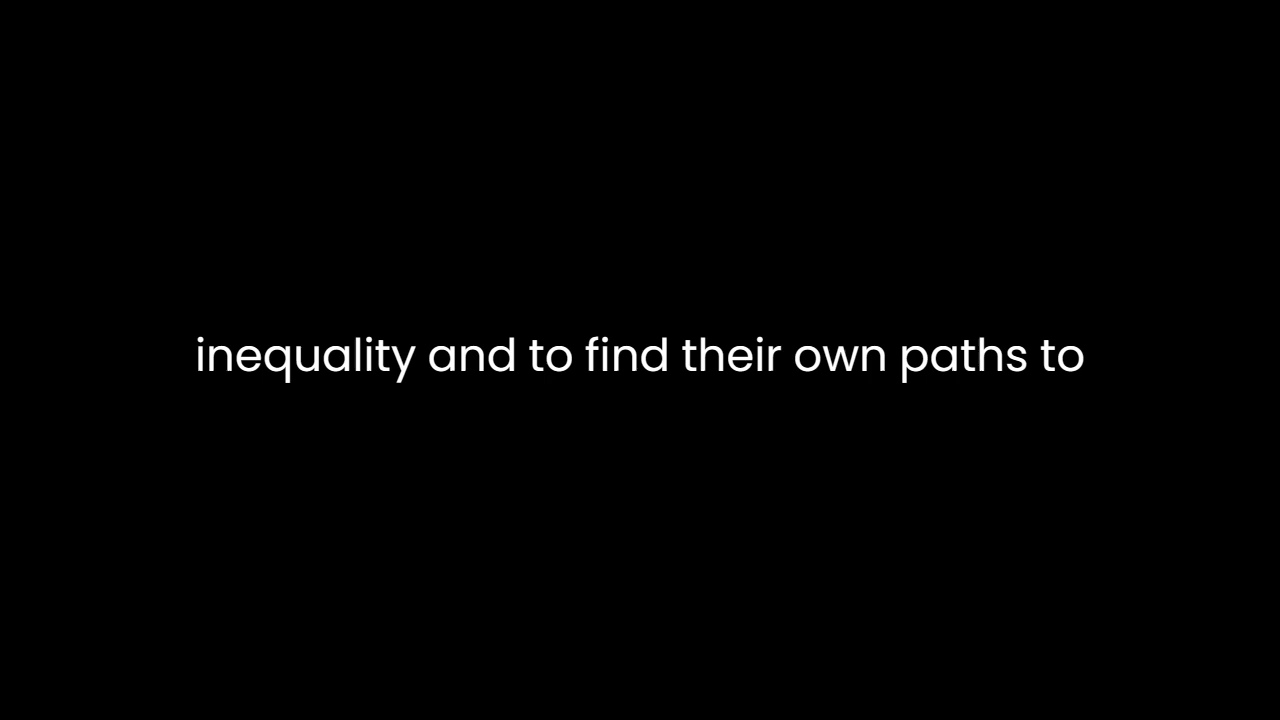 inequality and to find their own paths to